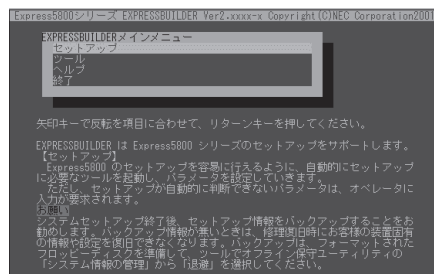 Express5800シリーズ EXPRESSBUILDER Ver2.xxxx-x Copyright(C)NEC Corporation2001
EXPRESSBUILDERメインメニュー
セットアップ
ツール
ヘルプ
終了
矢印キーで反転を項目に合わせて、リターンキーを押してください。
EXPRESSBUILDER は Express5800 シリーズのセットアップをサポートします。
【セットアップ】
Express5800 のセットアップを容易に行えるように、自動的にセットアップ
に必要なツールを起動し、パラメータを設定していきます。
ただし、セットアップが自動的に判断できないパラメータは、オペレータに
入力が要求されます。
お願い
システムセットアップ終了後、セットアップ情報をバックアップすることをお
勧めします。バックアップ情報が無いときは、修理復旧時にお客様の装置固有
の情報や設定を復旧できなくなります。バックアップは、フォーマットされた
フロッピーディスクを準備して、ツールでオフライン保守ユーティリティの
「システム情報の管理」から「退避」を選択してください。